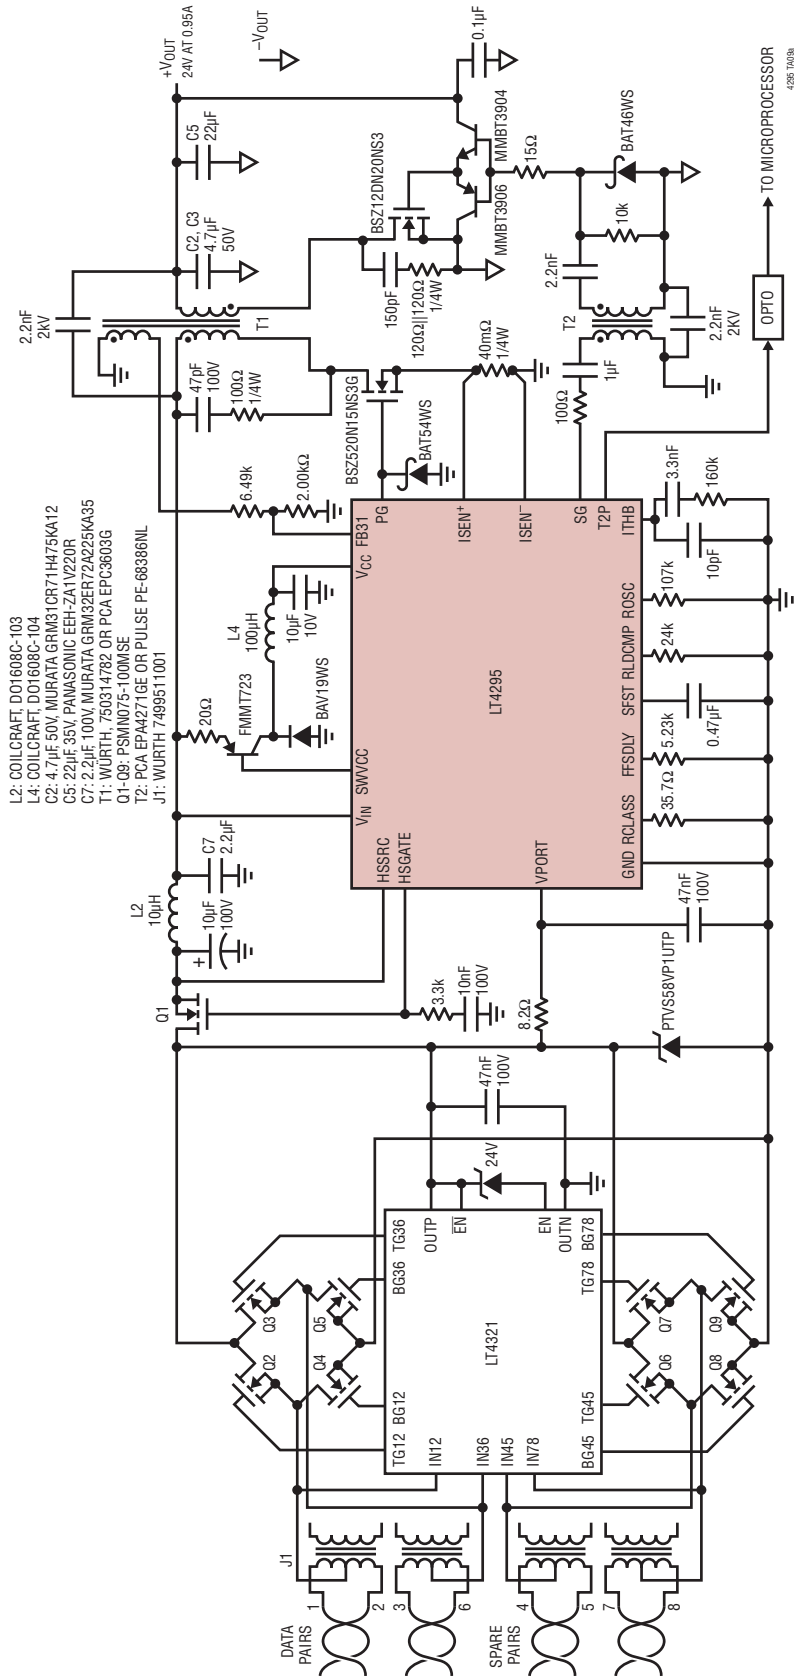 L2: COILCRAFT, DO1608C-103
L4: COILCRAFT, DO1608C-104
C2: 4.7µF, 50V, MURATA GRM31CR71H475KA12
C5: 22µF, 35V, PANASONIC EEH-ZA1V220R
C7: 2.2µF, 100V, MURATA GRM32ER72A225KA35
T1: WÜRTH, 750314782 OR PCA EPC3603G
Q1-Q9: PSMN075-100MSE
T2: PCA EPA4271GE OR PULSE PE-68386NL
J1: WURTH 7499511001
DATA
PAIRS
1
2
3
6
SPARE
PAIRS
4
5
7
8
J1
Q2
Q3
Q4
Q5
TG12
BG12
BG36
TG36
IN12
IN36
IN45
IN78
LT4321
OUTP
EN
EN
OUTN
BG45
TG45
TG78
BG78
Q6
Q7
Q8
Q9
24V
47nF
100V
PTVS58VP1UTP
8.2Ω
47nF
100V
Q1
3.3k
10nF
100V
+
10µF
100V
L2
10µH
C7
2.2µF
HSSRC
HSGATE
VIN
SWVCC
VCC
FB31
VPORT
LT4295
PG
ISEN+
ISEN–
SG
T2P
ITHB
GND
RCLASS
FFSDLY
SFST
RLDCMP
ROSC
20Ω
FMMT723
BAV19WS
L4
100µH
10µF
10V
6.49k
2.00kΩ
35.7Ω
5.23k
0.47µF
24k
107k
10pF
3.3nF
160k
2.2nF
2kV
47pF
100V
100Ω
1/4W
T1
BSZ520N15NS3G
BAT54WS
40mΩ
1/4W
C2, C3
4.7µF
50V
C5
22µF
+VOUT
24V AT 0.95A
–VOUT
BSZ12DN20NS3
150pF
120Ω||120Ω
1/4W
MMBT3906
MMBT3904
0.1µF
15Ω
100Ω
1µF
T2
2.2nF
10k
BAT46WS
2.2nF
2KV
OPTO
TO MICROPROCESSOR
4295 TA09a